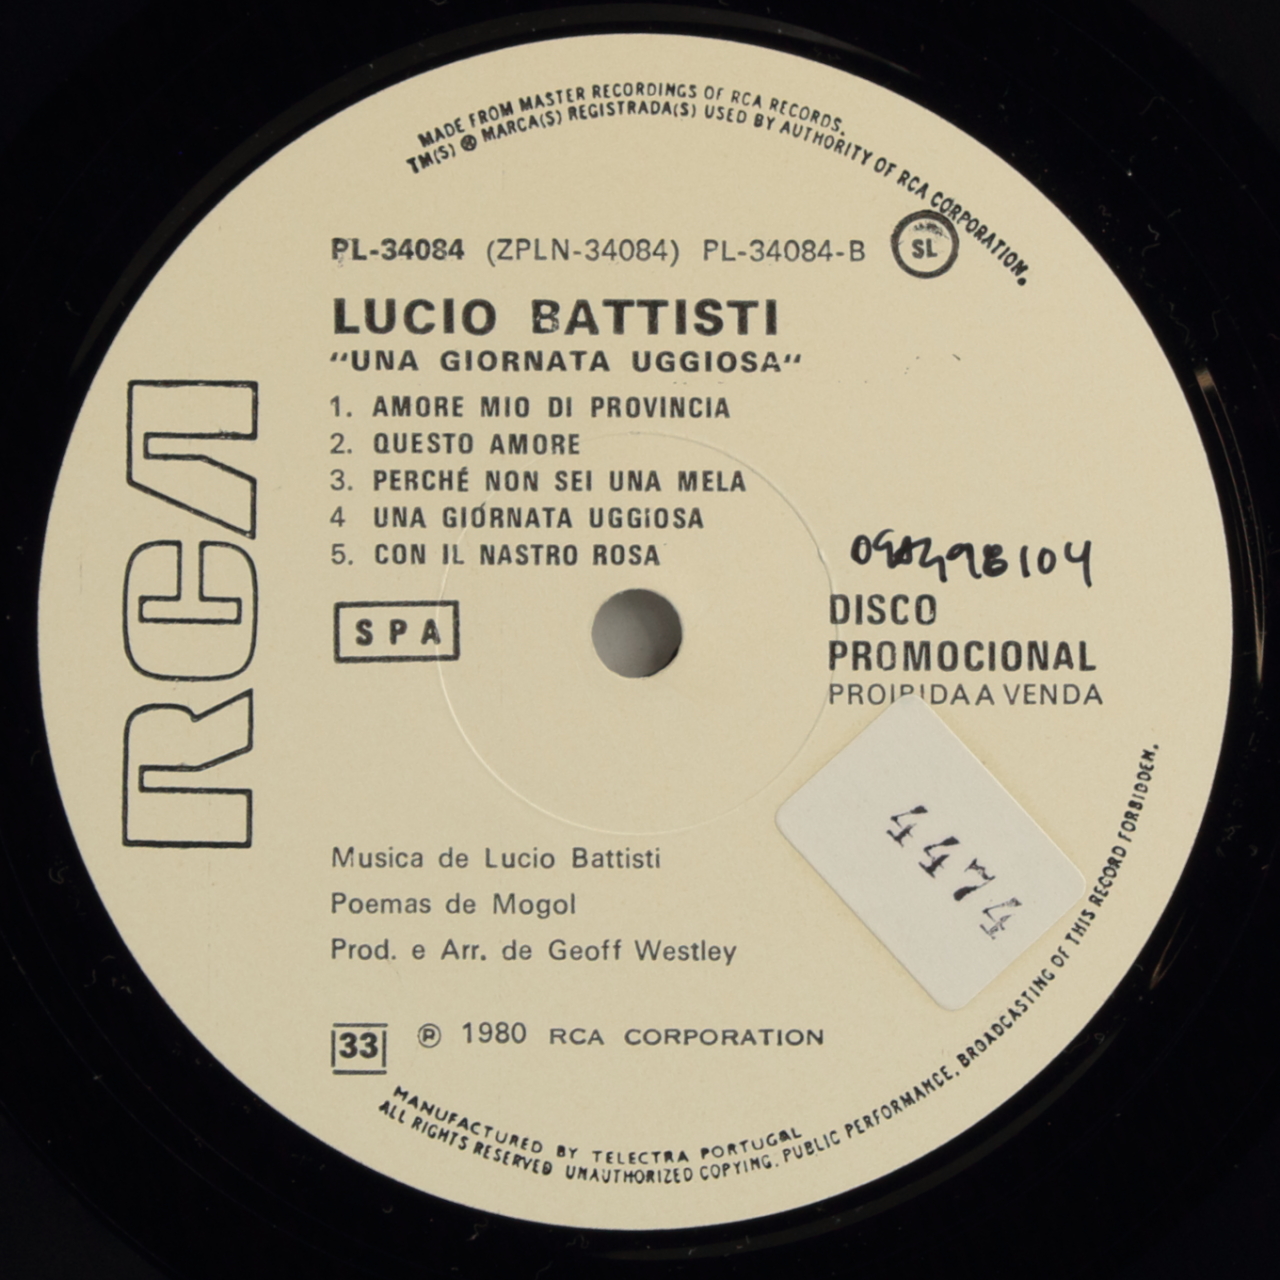 MADE FROM MASTER RECORDINGS OF RCA RECORDS.
TM(S) ® MARCA(S) REGISTRADA(S) USED BY AUTHORITY OF RCA CORPORATION.
PL-34084 (ZPLN-34084) PL-34084-B
SL
LUCIO BATTISTI
"UNA GIORNATA UGGIOSA"
1. AMORE MIO DI PROVINCIA
2. QUESTO AMORE
3. PERCHÉ NON SEI UNA MELA
4 UNA GIORNATA UGGIOSA
5. CON IL NASTRO ROSA
RCA
SPA
DISCO
PROMOCIONAL
PROIBIDA A VENDA
4474
Musica de Lucio Battisti
Poemas de Mogol
Prod. e Arr. de Geoff Westley
33 ℗ 1980 RCA CORPORATION
MANUFACTURED BY TELECTRA PORTUGAL
ALL RIGHTS RESERVED UNAUTHORIZED COPYING. PUBLIC PERFORMANCE. BROADCASTING OF THIS RECORD FORBIDDEN.